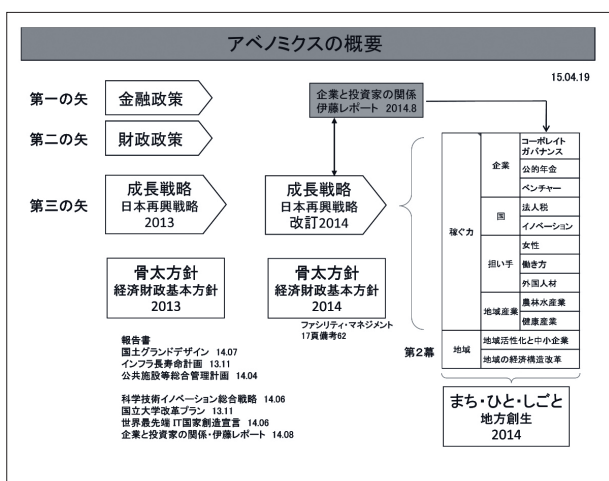 アベノミクスの概要
15.04.19
第一の矢
金融政策
企業と投資家の関係
伊藤レポート 2014.8
第二の矢
財政政策
第三の矢
成長戦略
日本再興戦略
2013
成長戦略
日本再興戦略
改訂2014
稼ぐ力
企業
コーポレイト
ガバナンス
公的年金
ベンチャー
国
法人税
イノベーション
担い手
女性
働き方
外国人材
地域産業
農林水産業
健康産業
第2幕
地域
地域活性化と中小企業
地域の経済構造改革
骨太方針
経済財政基本方針
2013
骨太方針
経済財政基本方針
2014
ファシリティ・マネジメント
17頁備考62
報告書
国土グランドデザイン 14.07
インフラ長寿命計画 13.11
公共施設等総合管理計画 14.04
科学技術イノベーション総合戦略 14.06
国立大学改革プラン 13.11
世界最先端 IT国家創造宣言 14.06
企業と投資家の関係・伊藤レポート 14.08
まち・ひと・しごと
地方創生
2014